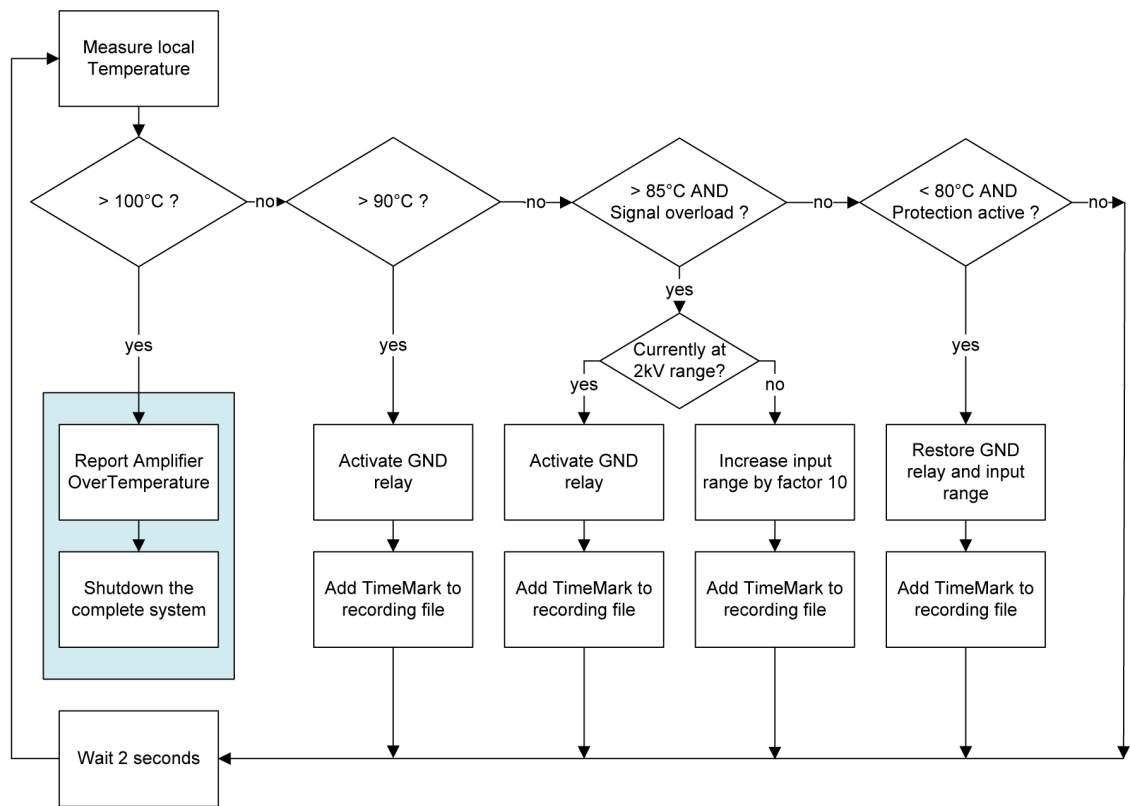 Measure local
Temperature
> 100°C ?
no
> 90°C ?
no
> 85°C AND
Signal overload ?
no
< 80°C AND
Protection active ?
no
yes
yes
yes
yes
Currently at
2kV range?
yes
no
Report Amplifier
OverTemperature
Activate GND
relay
Activate GND
relay
Increase input
range by factor 10
Restore GND
relay and input
range
Shutdown the
complete system
Add TimeMark to
recording file
Add TimeMark to
recording file
Add TimeMark to
recording file
Add TimeMark to
recording file
Wait 2 seconds